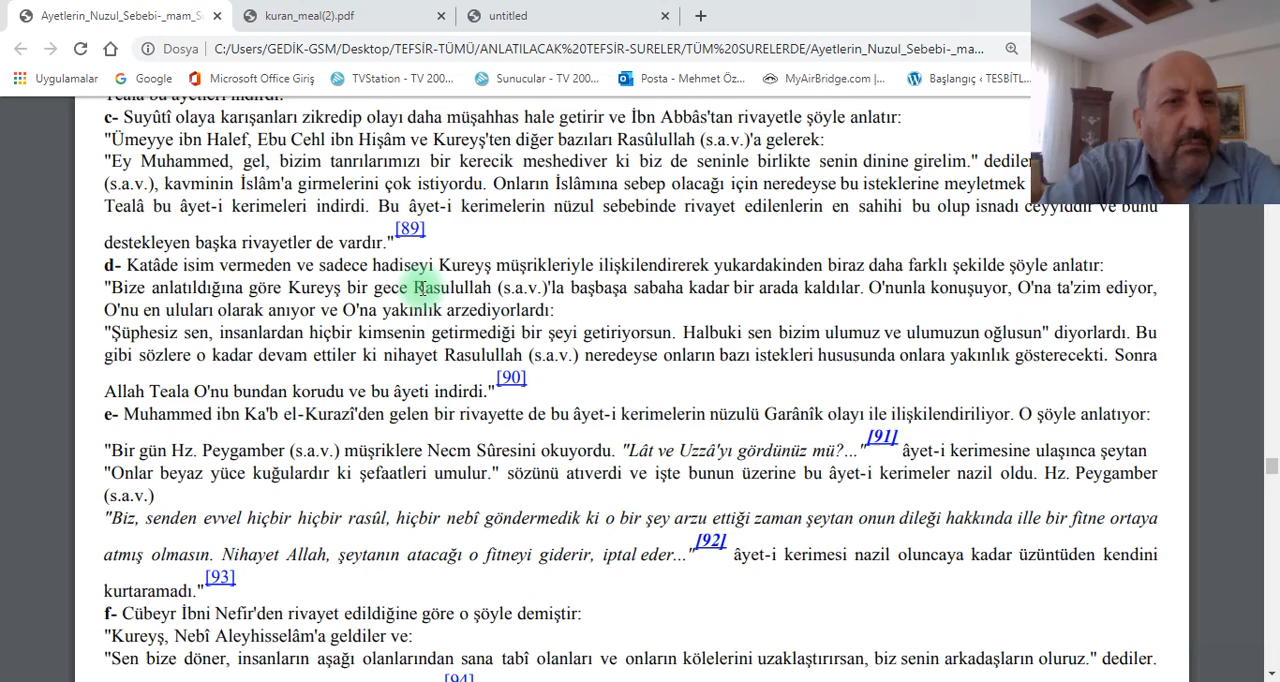 Ayetlerin_Nuzul_Sebebi-_mam_S
kuran_meal(2).pdf
untitled
Dosya
C:/Users/GEDİK-GSM/Desktop/TEFSİR-TÜMÜ/ANLATILACAK%20TEFSİR-SURELER/TÜM%20SURELERDE/Ayetlerin_Nuzul_Sebebi-_ma...
Uygulamalar
Google
Microsoft Office Giriş
TVStation - TV 200...
Sunucular - TV 200...
Posta - Mehmet Öz...
MyAirBridge.com |...
Başlangıç ‹ TESBİTL...
Teâlâ bu âyetleri indirdi.
c- Suyûtî olaya karışanları zikredip olayı daha müşahhas hale getirir ve İbn Abbâs'tan rivayetle şöyle anlatır:
"Ümeyye ibn Halef, Ebu Cehl ibn Hişâm ve Kureyş'ten diğer bazıları Rasûlullah (s.a.v.)'a gelerek:
"Ey Muhammed, gel, bizim tanrılarımızı bir kerecik meshediver ki biz de seninle birlikte senin dinine girelim." dediler
(s.a.v.), kavminin İslâm'a girmelerini çok istiyordu. Onların İslâmına sebep olacağı için neredeyse bu isteklerine meyletmek
Tealâ bu âyet-i kerimeleri indirdi. Bu âyet-i kerimelerin nüzul sebebinde rivayet edilenlerin en sahihi bu olup isnadı ceyyiddir ve bunu
destekleyen başka rivayetler de vardır."[89]
d- Katâde isim vermeden ve sadece hadiseyi Kureyş müşrikleriyle ilişkilendirerek yukardakinden biraz daha farklı şekilde şöyle anlatır:
"Bize anlatıldığına göre Kureyş bir gece Rasulullah (s.a.v.)'la başbaşa sabaha kadar bir arada kaldılar. O'nunla konuşuyor, O'na ta'zim ediyor,
O'nu en uluları olarak anıyor ve O'na yakınlık arzediyorlardı:
"Şüphesiz sen, insanlardan hiçbir kimsenin getirmediği bir şeyi getiriyorsun. Halbuki sen bizim ulumuz ve ulumuzun oğlusun" diyorlardı. Bu
gibi sözlere o kadar devam ettiler ki nihayet Rasulullah (s.a.v.) neredeyse onların bazı istekleri hususunda onlara yakınlık gösterecekti. Sonra
Allah Teala O'nu bundan korudu ve bu âyeti indirdi."[90]
e- Muhammed ibn Ka'b el-Kurazî'den gelen bir rivayette de bu âyet-i kerimelerin nüzulü Garânîk olayı ile ilişkilendiriliyor. O şöyle anlatıyor:
"Bir gün Hz. Peygamber (s.a.v.) müşriklere Necm Sûresini okuyordu. "Lât ve Uzzâ'yı gördünüz mü?..."[91] âyet-i kerimesine ulaşınca şeytan
"Onlar beyaz yüce kuğulardır ki şefaatleri umulur." sözünü atıverdi ve işte bunun üzerine bu âyet-i kerimeler nazil oldu. Hz. Peygamber
(s.a.v.)
"Biz, senden evvel hiçbir hiçbir rasûl, hiçbir nebî göndermedik ki o bir şey arzu ettiği zaman şeytan onun dileği hakkında ille bir fitne ortaya
atmış olmasın. Nihayet Allah, şeytanın atacağı o fitneyi giderir, iptal eder..."[92] âyet-i kerimesi nazil oluncaya kadar üzüntüden kendini
kurtaramadı."[93]
f- Cübeyr İbni Nefir'den rivayet edildiğine göre o şöyle demiştir:
"Kureyş, Nebî Aleyhisselâm'a geldiler ve:
"Sen bize döner, insanların aşağı olanlarından sana tabî olanları ve onların kölelerini uzaklaştırırsan, biz senin arkadaşların oluruz." dediler.
[94]